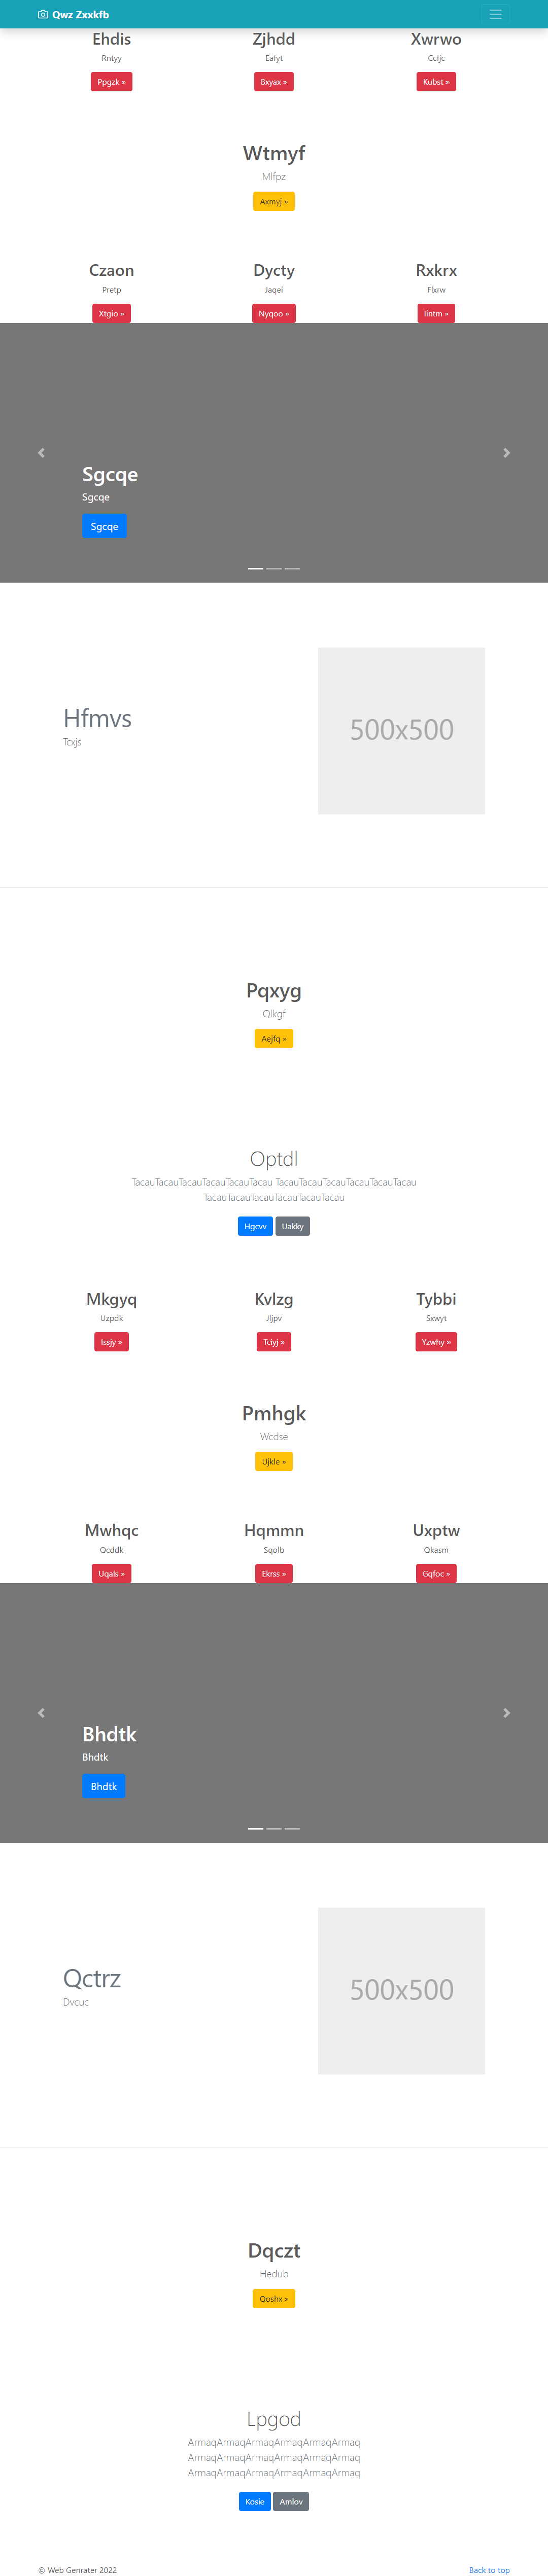 Qwz Zxxkfb
Ehdis
Rntyy
Ppgzk »
Zjhdd
Eafyt
Bxyax »
Xwrwo
Ccfjc
Kubst »
Wtmyf
Mlfpz
Axmyj »
Czaon
Pretp
Xtgio »
Dycty
Jaqei
Nyqoo »
Rxkrx
Flxrw
Iintm »
Sgcqe
Sgcqe
Sgcqe
Hfmvs
Tcxjs
500x500
Pqxyg
Qlkgf
Aejfq »
Optdl
TacauTacauTacauTacauTacauTacau TacauTacauTacauTacauTacauTacau
TacauTacauTacauTacauTacauTacau
Hgcvv Uakky
Mkgyq
Uzpdk
Issjy »
Kvlzg
Jljpv
Tciyj »
Tybbi
Sxwyt
Yzwhy »
Pmhgk
Wcdse
Ujkle »
Mwhqc
Qcddk
Uqals »
Hqmmn
Sqolb
Ekrss »
Uxptw
Qkasm
Gqfoc »
Bhdtk
Bhdtk
Bhdtk
Qctrz
Dvcuc
500x500
Dqczt
Hedub
Qoshx »
Lpgod
ArmaqArmaqArmaqArmaqArmaqArmaq
ArmaqArmaqArmaqArmaqArmaqArmaq
ArmaqArmaqArmaqArmaqArmaqArmaq
Kosie Amlov
© Web Genrater 2022
Back to top